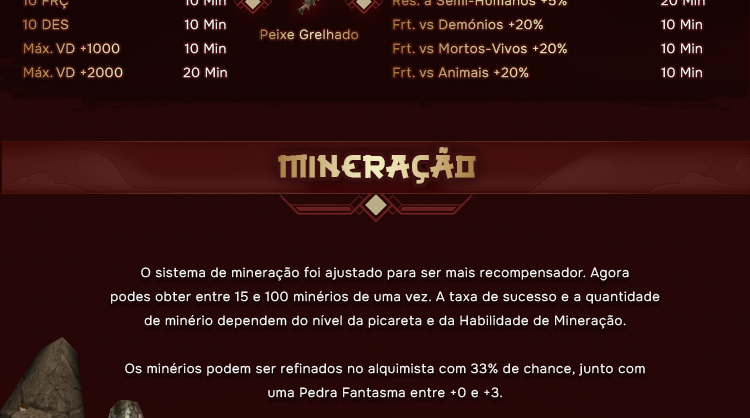 10 FRÇ 10 Min Res. a Semi-Humanos +5% 20 Min
10 DES 10 Min Peixe Grelhado Frt. vs Demónios +20% 10 Min
Máx. VD +1000 10 Min Frt. vs Mortos-Vivos +20% 10 Min
Máx. VD +2000 20 Min Frt. vs Animais +20% 10 Min
MINERAÇÃO
O sistema de mineração foi ajustado para ser mais recompensador. Agora
podes obter entre 15 e 100 minérios de uma vez. A taxa de sucesso e a quantidade
de minério dependem do nível da picareta e da Habilidade de Mineração.
Os minérios podem ser refinados no alquimista com 33% de chance, junto com
uma Pedra Fantasma entre +0 e +3.